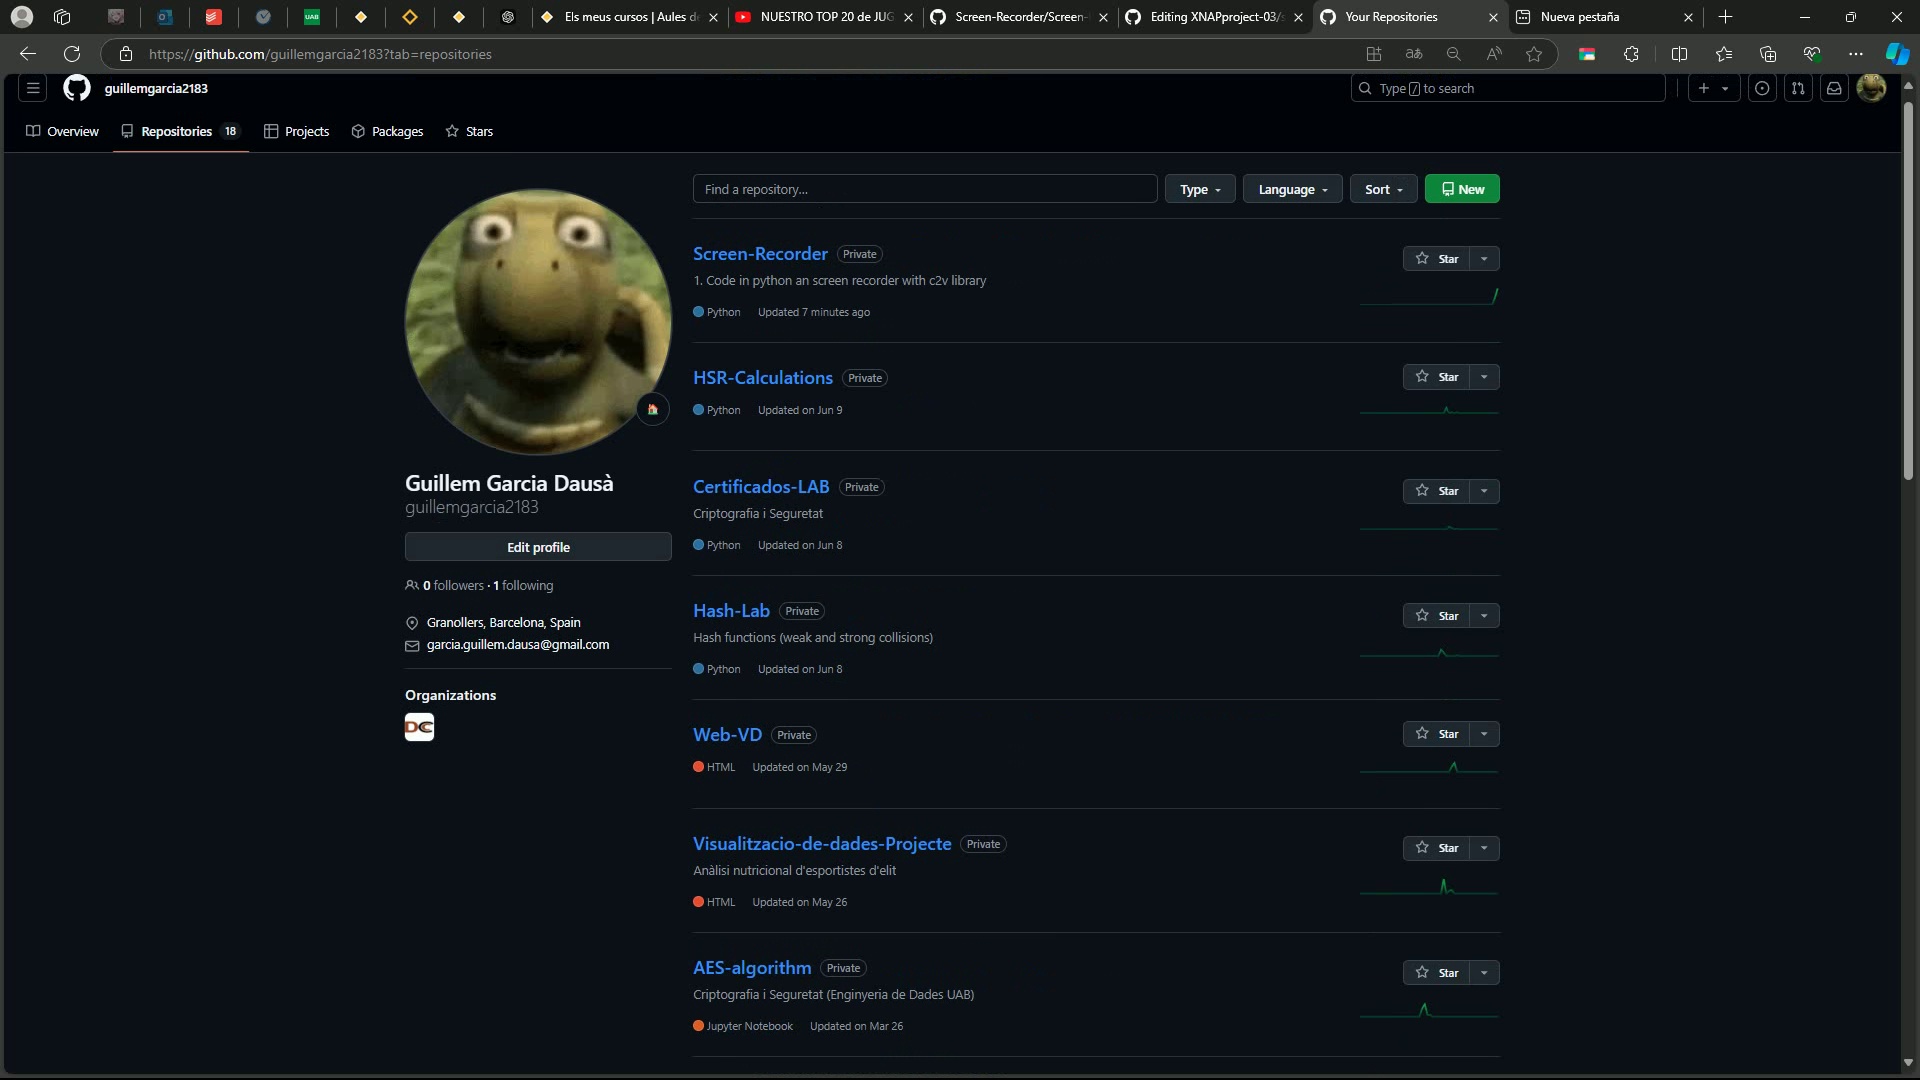 Els meus cursos | Aules d
NUESTRO TOP 20 de JUG
Screen-Recorder/Screen-
Editing XNAPproject-03/s
Your Repositories
Nueva pestaña
https://github.com/guillemgarcia2183?tab=repositories
guillemgarcia2183
Type / to search
Overview
Repositories 18
Projects
Packages
Stars
Find a repository...
Type
Language
Sort
New
Guillem Garcia Dausà
guillemgarcia2183
Edit profile
0 followers · 1 following
Granollers, Barcelona, Spain
garcia.guillem.dausa@gmail.com
Organizations
DC
Screen-Recorder Private
Star
1. Code in python an screen recorder with c2v library
Python Updated 7 minutes ago
HSR-Calculations Private
Star
Python Updated on Jun 9
Certificados-LAB Private
Star
Criptografia i Seguretat
Python Updated on Jun 8
Hash-Lab Private
Star
Hash functions (weak and strong collisions)
Python Updated on Jun 8
Web-VD Private
Star
HTML Updated on May 29
Visualitzacio-de-dades-Projecte Private
Star
Anàlisi nutricional d'esportistes d'elit
HTML Updated on May 26
AES-algorithm Private
Star
Criptografia i Seguretat (Enginyeria de Dades UAB)
Jupyter Notebook Updated on Mar 26